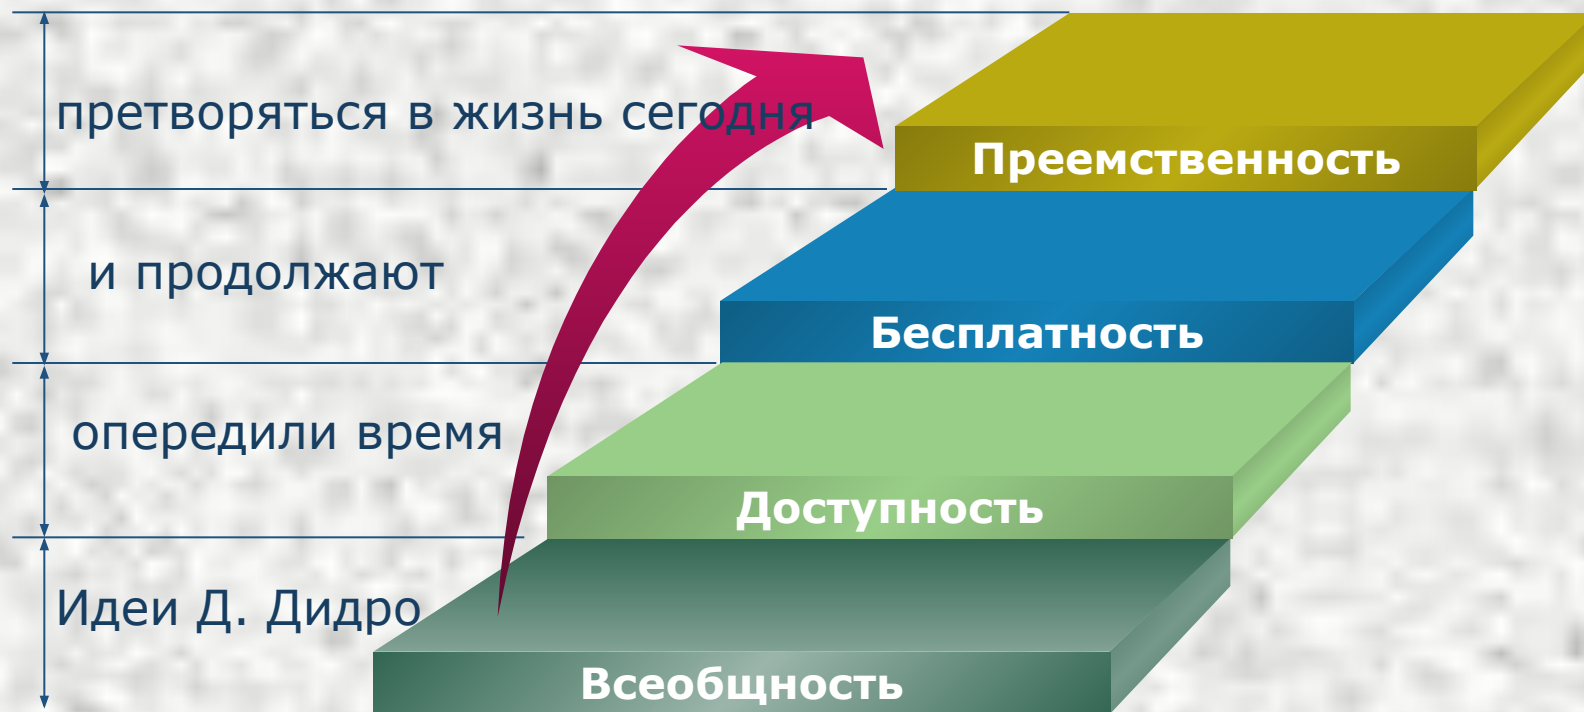 претворяться в жизнь сегодня
Преемственность
и продолжают
Бесплатность
опередили время
Доступность
Идеи Д. Дидро
Всеобщность